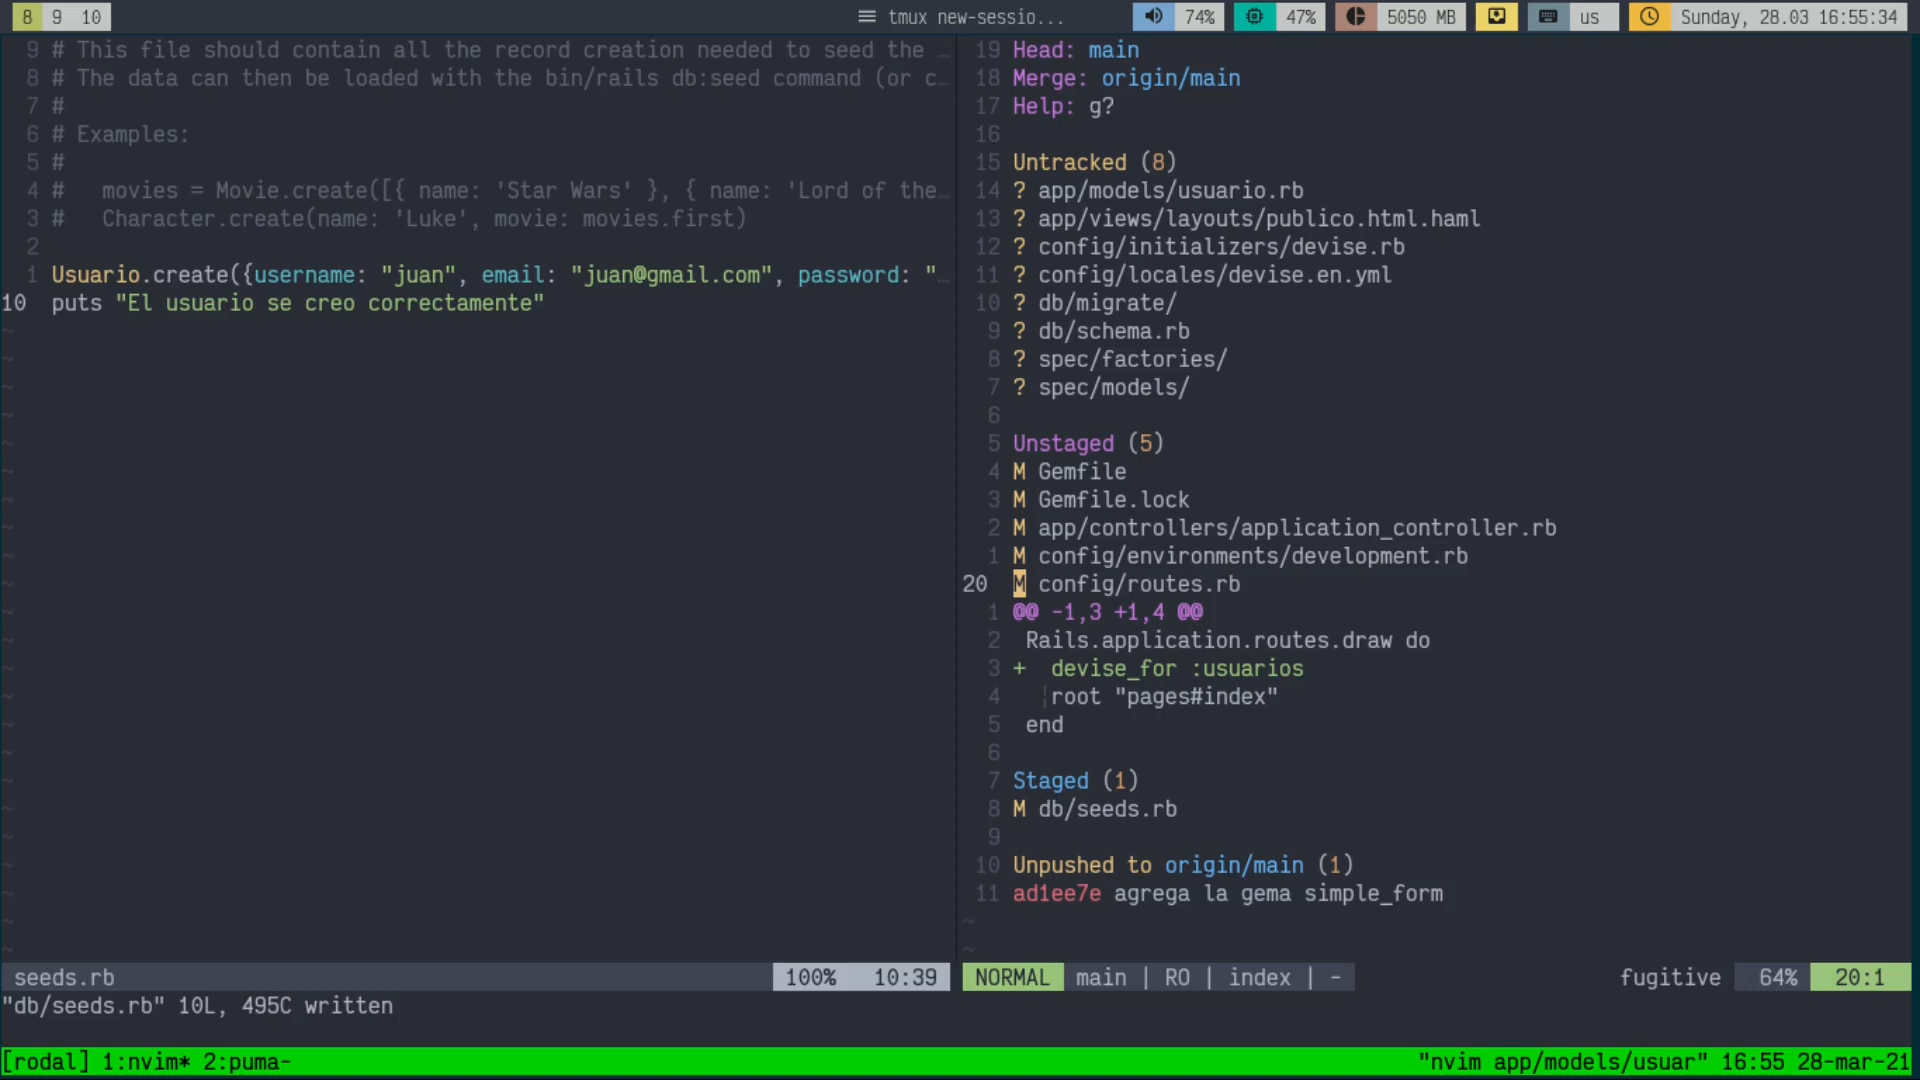 8 9 10
tmux new-sessio...
74% 47% 5050 MB us Sunday, 28.03 16:55:34
9 # This file should contain all the record creation needed to seed the …
8 # The data can then be loaded with the bin/rails db:seed command (or c…
7 #
6 # Examples:
5 #
4 #   movies = Movie.create([{ name: 'Star Wars' }, { name: 'Lord of the…
3 #   Character.create(name: 'Luke', movie: movies.first)
2
1 Usuario.create({username: "juan", email: "juan@gmail.com", password: "…
10 puts "El usuario se creo correctamente"
seeds.rb 100% 10:39
19 Head: main
18 Merge: origin/main
17 Help: g?
16
15 Untracked (8)
14 ? app/models/usuario.rb
13 ? app/views/layouts/publico.html.haml
12 ? config/initializers/devise.rb
11 ? config/locales/devise.en.yml
10 ? db/migrate/
9 ? db/schema.rb
8 ? spec/factories/
7 ? spec/models/
6
5 Unstaged (5)
4 M Gemfile
3 M Gemfile.lock
2 M app/controllers/application_controller.rb
1 M config/environments/development.rb
20 M config/routes.rb
1 @@ -1,3 +1,4 @@
2  Rails.application.routes.draw do
3 +  devise_for :usuarios
4   ¦root "pages#index"
5  end
6
7 Staged (1)
8 M db/seeds.rb
9
10 Unpushed to origin/main (1)
11 ad1ee7e agrega la gema simple_form
NORMAL main | RO | index | - fugitive 64% 20:1
"db/seeds.rb" 10L, 495C written
[rodal] 1:nvim* 2:puma- "nvim app/models/usuar" 16:55 28-mar-21